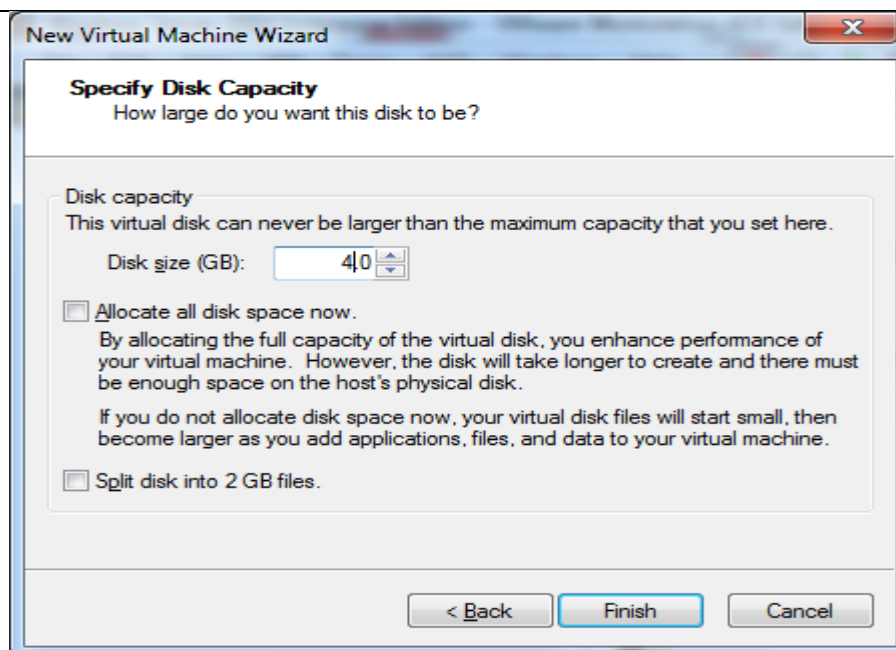 New Virtual Machine Wizard
Specify Disk Capacity
How large do you want this disk to be?
Disk capacity
This virtual disk can never be larger than the maximum capacity that you set here.
Disk size (GB): 4.0
Allocate all disk space now.
By allocating the full capacity of the virtual disk, you enhance performance of
your virtual machine. However, the disk will take longer to create and there must
be enough space on the host's physical disk.
If you do not allocate disk space now, your virtual disk files will start small, then
become larger as you add applications, files, and data to your virtual machine.
Split disk into 2 GB files.
< Back Finish Cancel